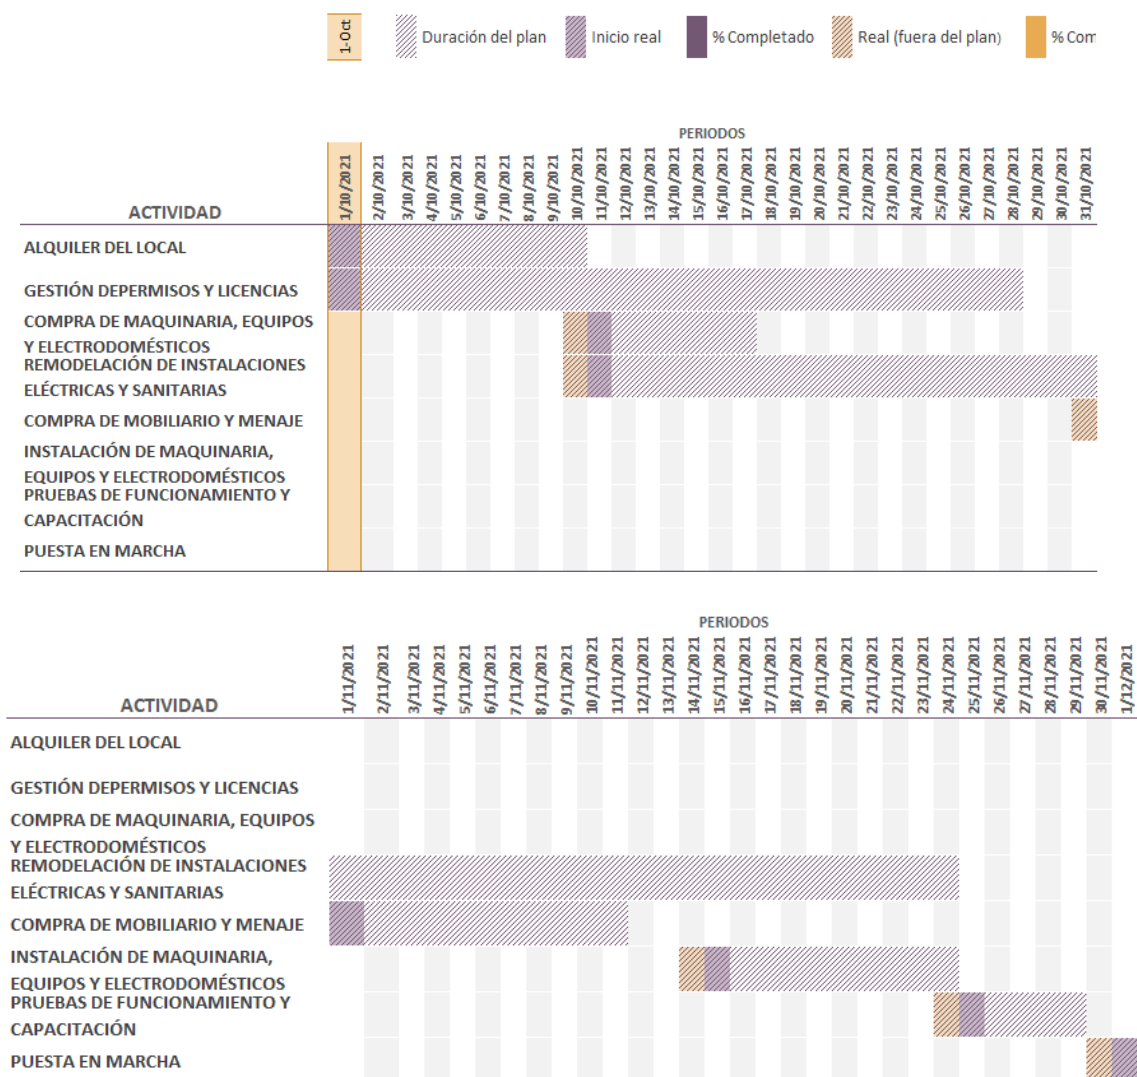 1-Oct
Duración del plan
Inicio real
% Completado
Real (fuera del plan)
% Com
PERIODOS
ACTIVIDAD
1/10/2021
2/10/2021
3/10/2021
4/10/2021
5/10/2021
6/10/2021
7/10/2021
8/10/2021
9/10/2021
10/10/2021
11/10/2021
12/10/2021
13/10/2021
14/10/2021
15/10/2021
16/10/2021
17/10/2021
18/10/2021
19/10/2021
20/10/2021
21/10/2021
22/10/2021
23/10/2021
24/10/2021
25/10/2021
26/10/2021
27/10/2021
28/10/2021
29/10/2021
30/10/2021
31/10/2021
ALQUILER DEL LOCAL
GESTIÓN DEPERMISOS Y LICENCIAS
COMPRA DE MAQUINARIA, EQUIPOS
Y ELECTRODOMÉSTICOS
REMODELACIÓN DE INSTALACIONES
ELÉCTRICAS Y SANITARIAS
COMPRA DE MOBILIARIO Y MENAJE
INSTALACIÓN DE MAQUINARIA,
EQUIPOS Y ELECTRODOMÉSTICOS
PRUEBAS DE FUNCIONAMIENTO Y
CAPACITACIÓN
PUESTA EN MARCHA
PERIODOS
ACTIVIDAD
1/11/2021
2/11/2021
3/11/2021
4/11/2021
5/11/2021
6/11/2021
7/11/2021
8/11/2021
9/11/2021
10/11/2021
11/11/2021
12/11/2021
13/11/2021
14/11/2021
15/11/2021
16/11/2021
17/11/2021
18/11/2021
19/11/2021
20/11/2021
21/11/2021
22/11/2021
23/11/2021
24/11/2021
25/11/2021
26/11/2021
27/11/2021
28/11/2021
29/11/2021
30/11/2021
1/12/2021
ALQUILER DEL LOCAL
GESTIÓN DEPERMISOS Y LICENCIAS
COMPRA DE MAQUINARIA, EQUIPOS
Y ELECTRODOMÉSTICOS
REMODELACIÓN DE INSTALACIONES
ELÉCTRICAS Y SANITARIAS
COMPRA DE MOBILIARIO Y MENAJE
INSTALACIÓN DE MAQUINARIA,
EQUIPOS Y ELECTRODOMÉSTICOS
PRUEBAS DE FUNCIONAMIENTO Y
CAPACITACIÓN
PUESTA EN MARCHA